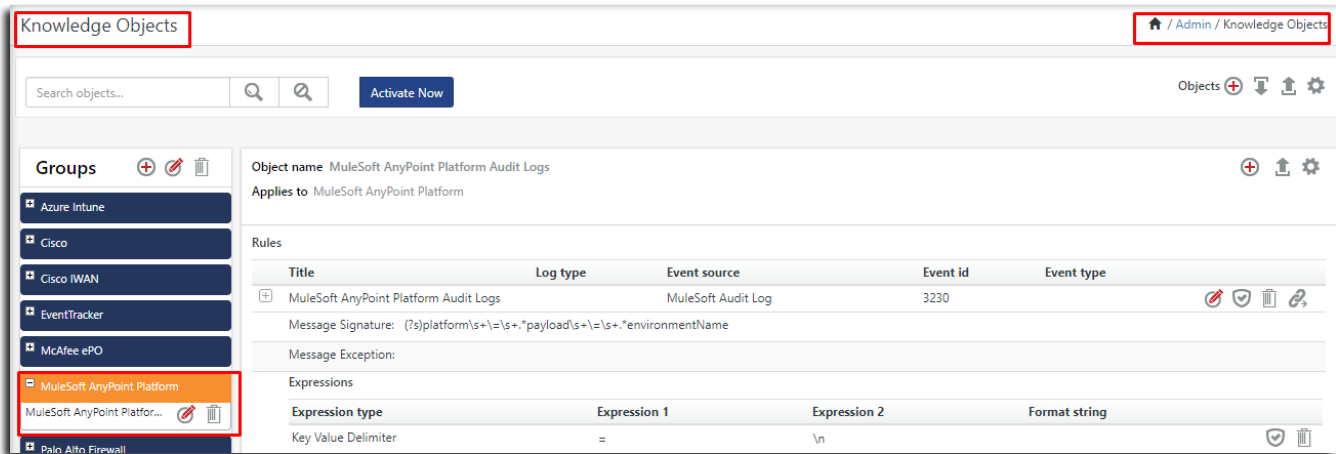 Knowledge Objects
/ Admin / Knowledge Objects
Search objects...
Activate Now
Objects
Groups
Azure Intune
Cisco
Cisco IWAN
EventTracker
McAfee ePO
MuleSoft AnyPoint Platform
MuleSoft AnyPoint Platfor...
Palo Alto Firewall
Object name MuleSoft AnyPoint Platform Audit Logs
Applies to MuleSoft AnyPoint Platform
Rules
Title Log type Event source Event id Event type
MuleSoft AnyPoint Platform Audit Logs MuleSoft Audit Log 3230
Message Signature: (?s)platform\s+\=\s+.*payload\s+\=\s+.*environmentName
Message Exception:
Expressions
Expression type Expression 1 Expression 2 Format string
Key Value Delimiter = \n